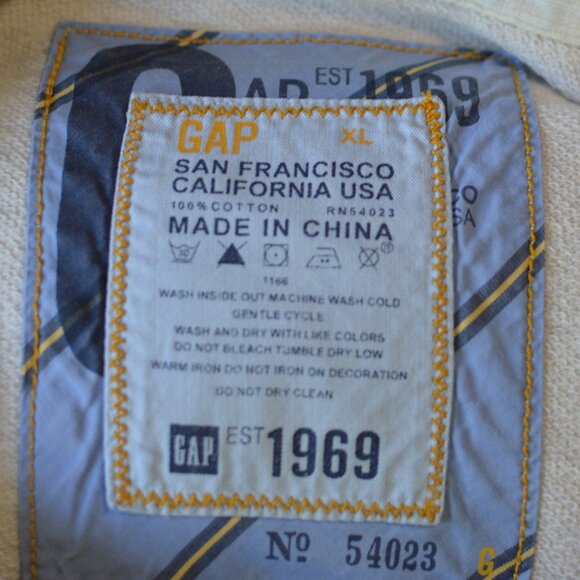 GAP EST 1969
GAP XL
SAN FRANCISCO
CALIFORNIA USA
100% COTTON RN54023
MADE IN CHINA
30
1166
WASH INSIDE OUT MACHINE WASH COLD
GENTLE CYCLE
WASH AND DRY WITH LIKE COLORS
DO NOT BLEACH TUMBLE DRY LOW
WARM IRON DO NOT IRON ON DECORATION
DO NOT DRY CLEAN
GAP EST 1969
Nº 54023
G